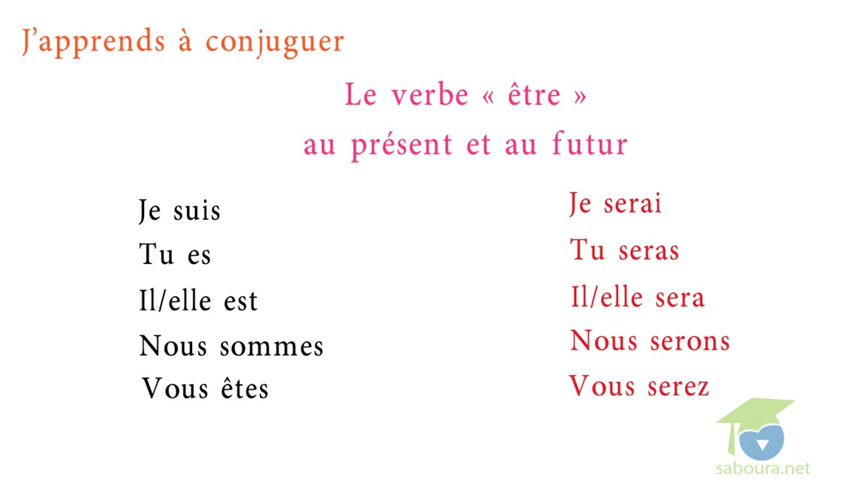 J'apprends à conjuguer
Le verbe « être »
au présent et au futur
Je suis
Tu es
Il/elle est
Nous sommes
Vous êtes
Je serai
Tu seras
Il/elle sera
Nous serons
Vous serez
saboura.net